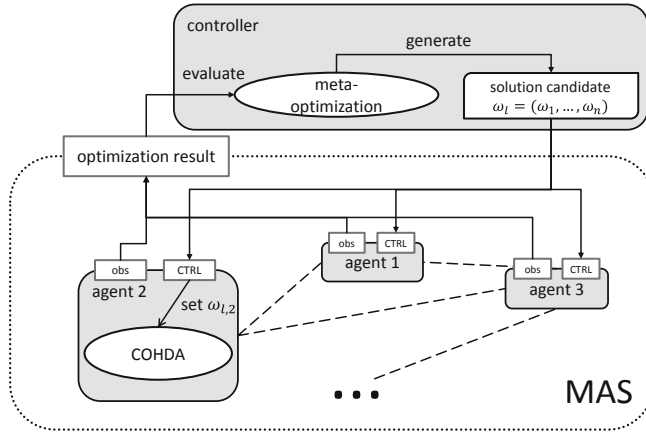 controller
generate
evaluate
meta-
optimization
solution candidate
ω_l = (ω_1, ..., ω_n)
optimization result
obs
CTRL
agent 1
obs
CTRL
agent 2
obs
CTRL
agent 3
set ω_{l,2}
COHDA
...
MAS